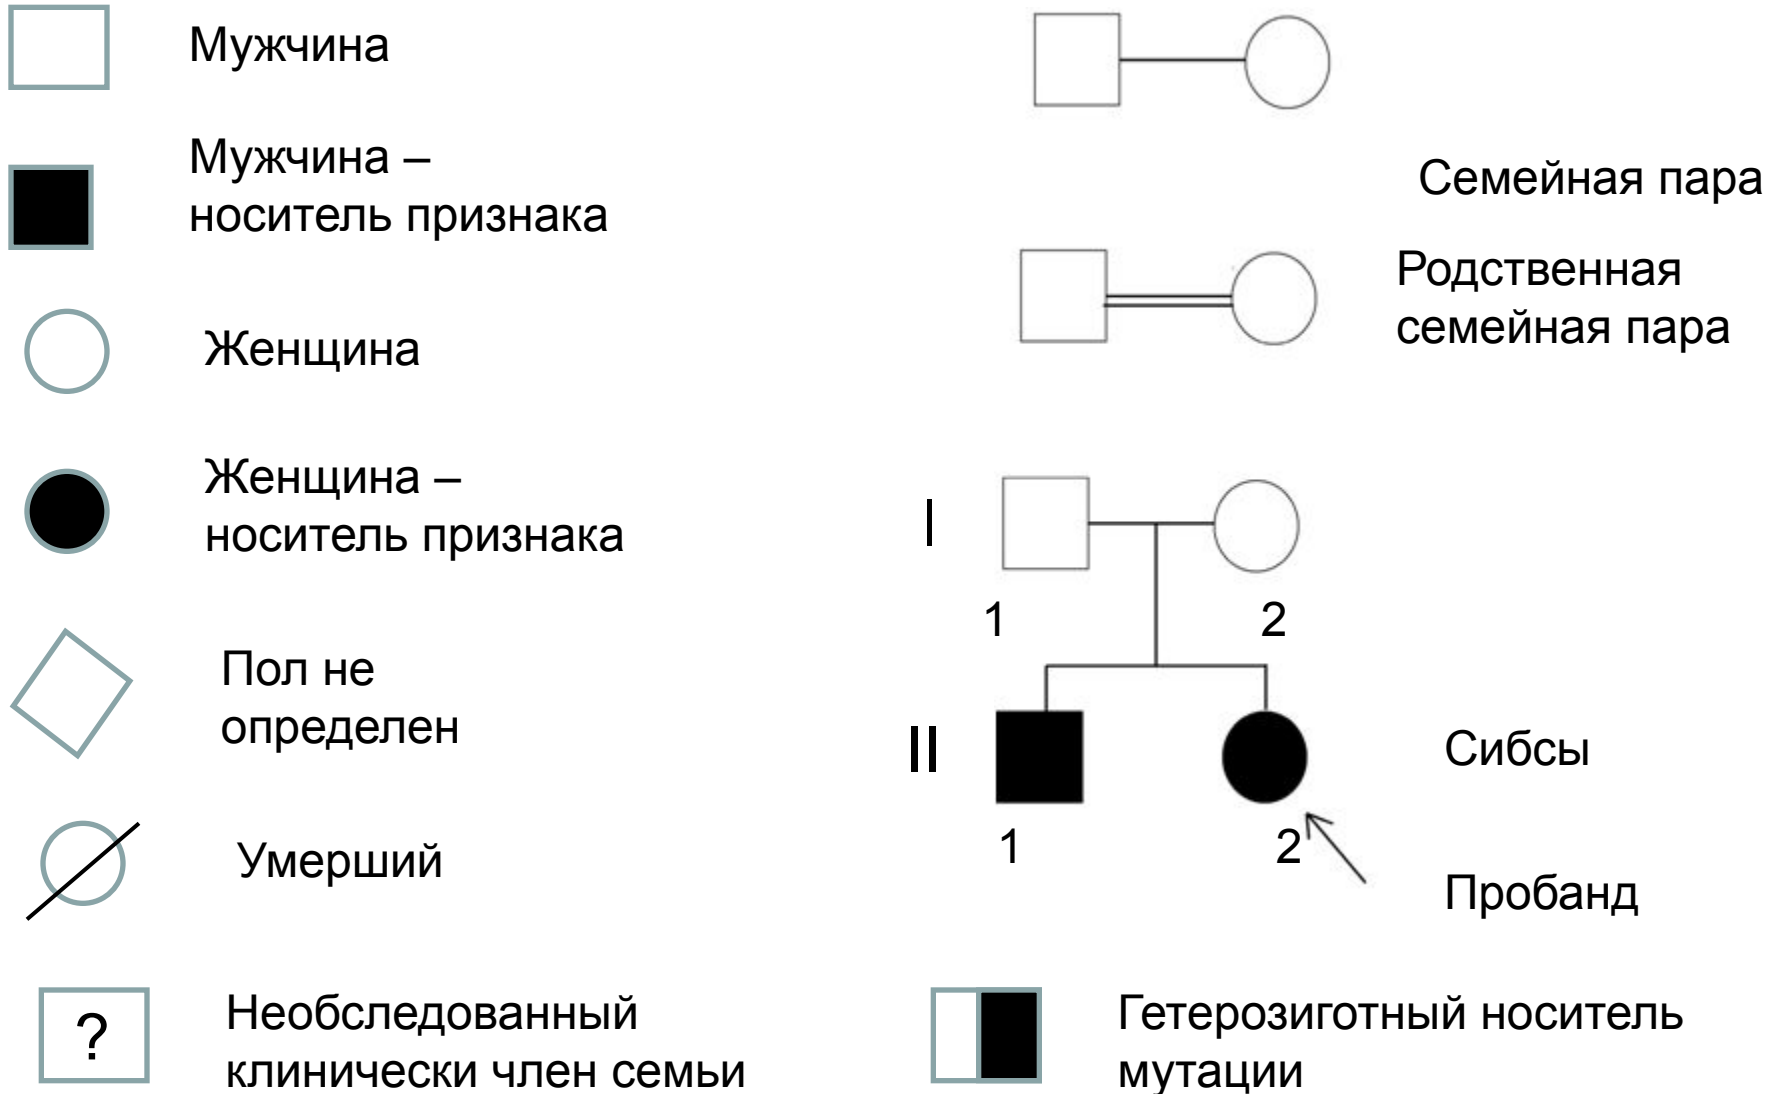 Мужчина
Мужчина –
носитель признака
Женщина
Женщина –
носитель признака
Пол не
определен
Умерший
?
Необследованный
клинически член семьи
Семейная пара
Родственная
семейная пара
I
1 2
II
Сибсы
1 2
Пробанд
Гетерозиготный носитель
мутации